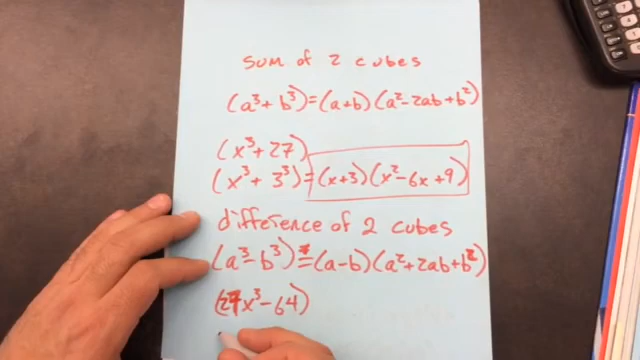 sum of 2 cubes
(a³ + b³) = (a+b) (a² - 2ab + b²)
(x³ + 27)
(x³ + 3³) = (x+3) (x² - 6x + 9)
difference of 2 cubes
(a³ - b³) = (a-b) (a² + 2ab + b²)
(27x³ - 64)